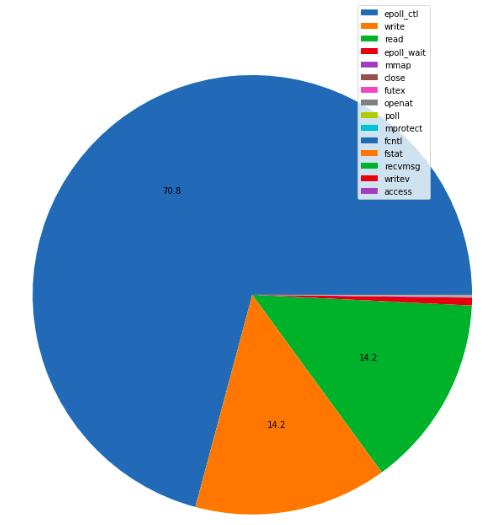 epoll_ctl
write
read
epoll_wait
mmap
close
futex
openat
poll
mprotect
fcntl
fstat
recvmsg
writev
access
70.8
14.2
14.2